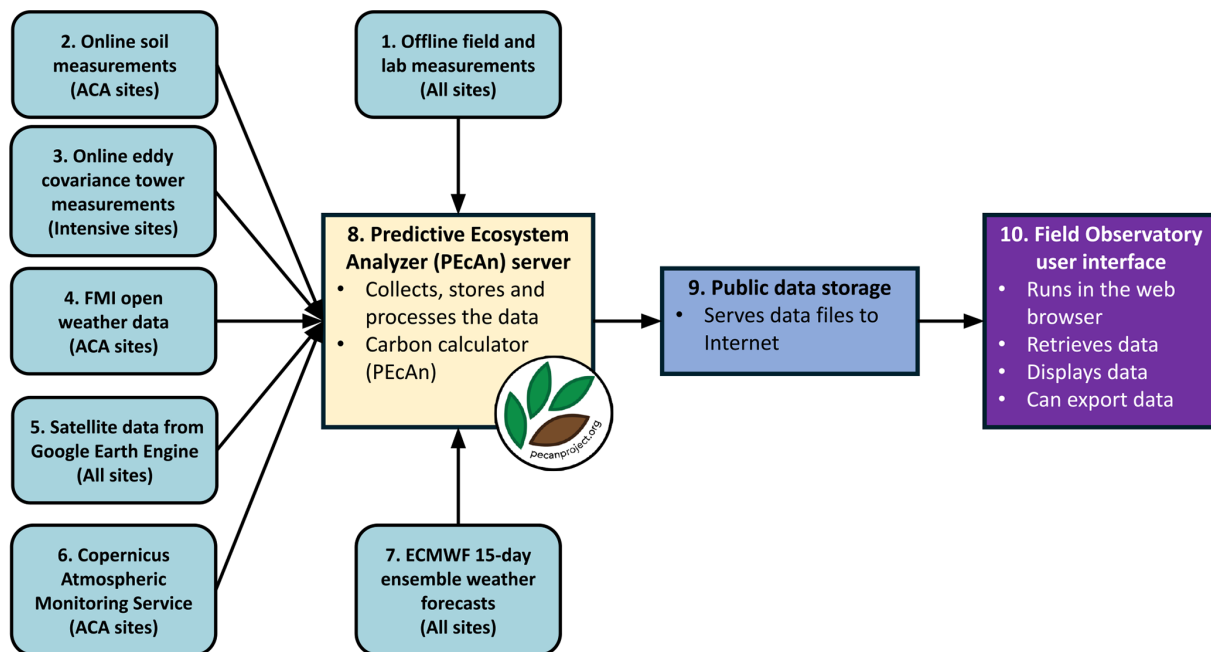 2. Online soil
measurements
(ACA sites)
1. Offline field and
lab measurements
(All sites)
3. Online eddy
covariance tower
measurements
(Intensive sites)
4. FMI open
weather data
(ACA sites)
5. Satellite data from
Google Earth Engine
(All sites)
6. Copernicus
Atmospheric
Monitoring Service
(ACA sites)
7. ECMWF 15-day
ensemble weather
forecasts
(All sites)
8. Predictive Ecosystem
Analyzer (PEcAn) server
• Collects, stores and
processes the data
• Carbon calculator
(PEcAn)
pecanproject.org
9. Public data storage
• Serves data files to
Internet
10. Field Observatory
user interface
• Runs in the web
browser
• Retrieves data
• Displays data
• Can export data